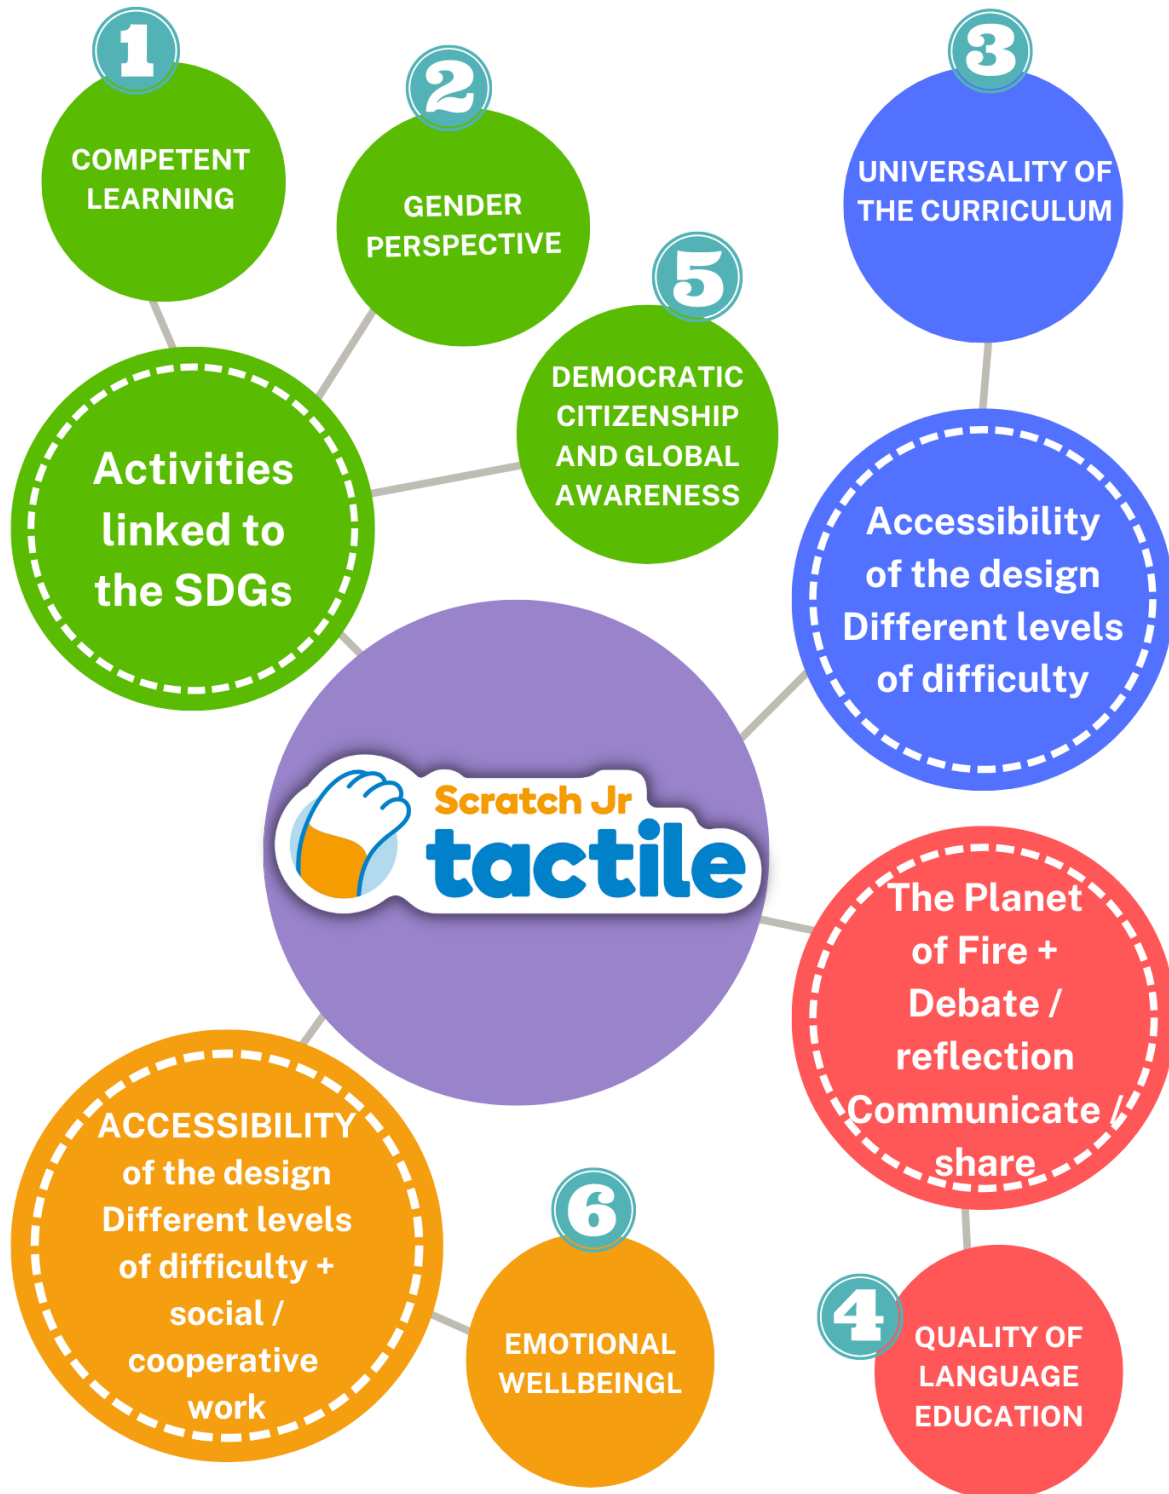 1
COMPETENT
LEARNING
2
GENDER
PERSPECTIVE
3
UNIVERSALITY OF
THE CURRICULUM
5
DEMOCRATIC
CITIZENSHIP
AND GLOBAL
AWARENESS
Activities
linked to
the SDGs
Accessibility
of the design
Different levels
of difficulty
Scratch Jr
tactile
The Planet
of Fire +
Debate /
reflection
Communicate /
share
ACCESSIBILITY
of the design
Different levels
of difficulty +
social /
cooperative
work
6
EMOTIONAL
WELLBEINGL
4
QUALITY OF
LANGUAGE
EDUCATION